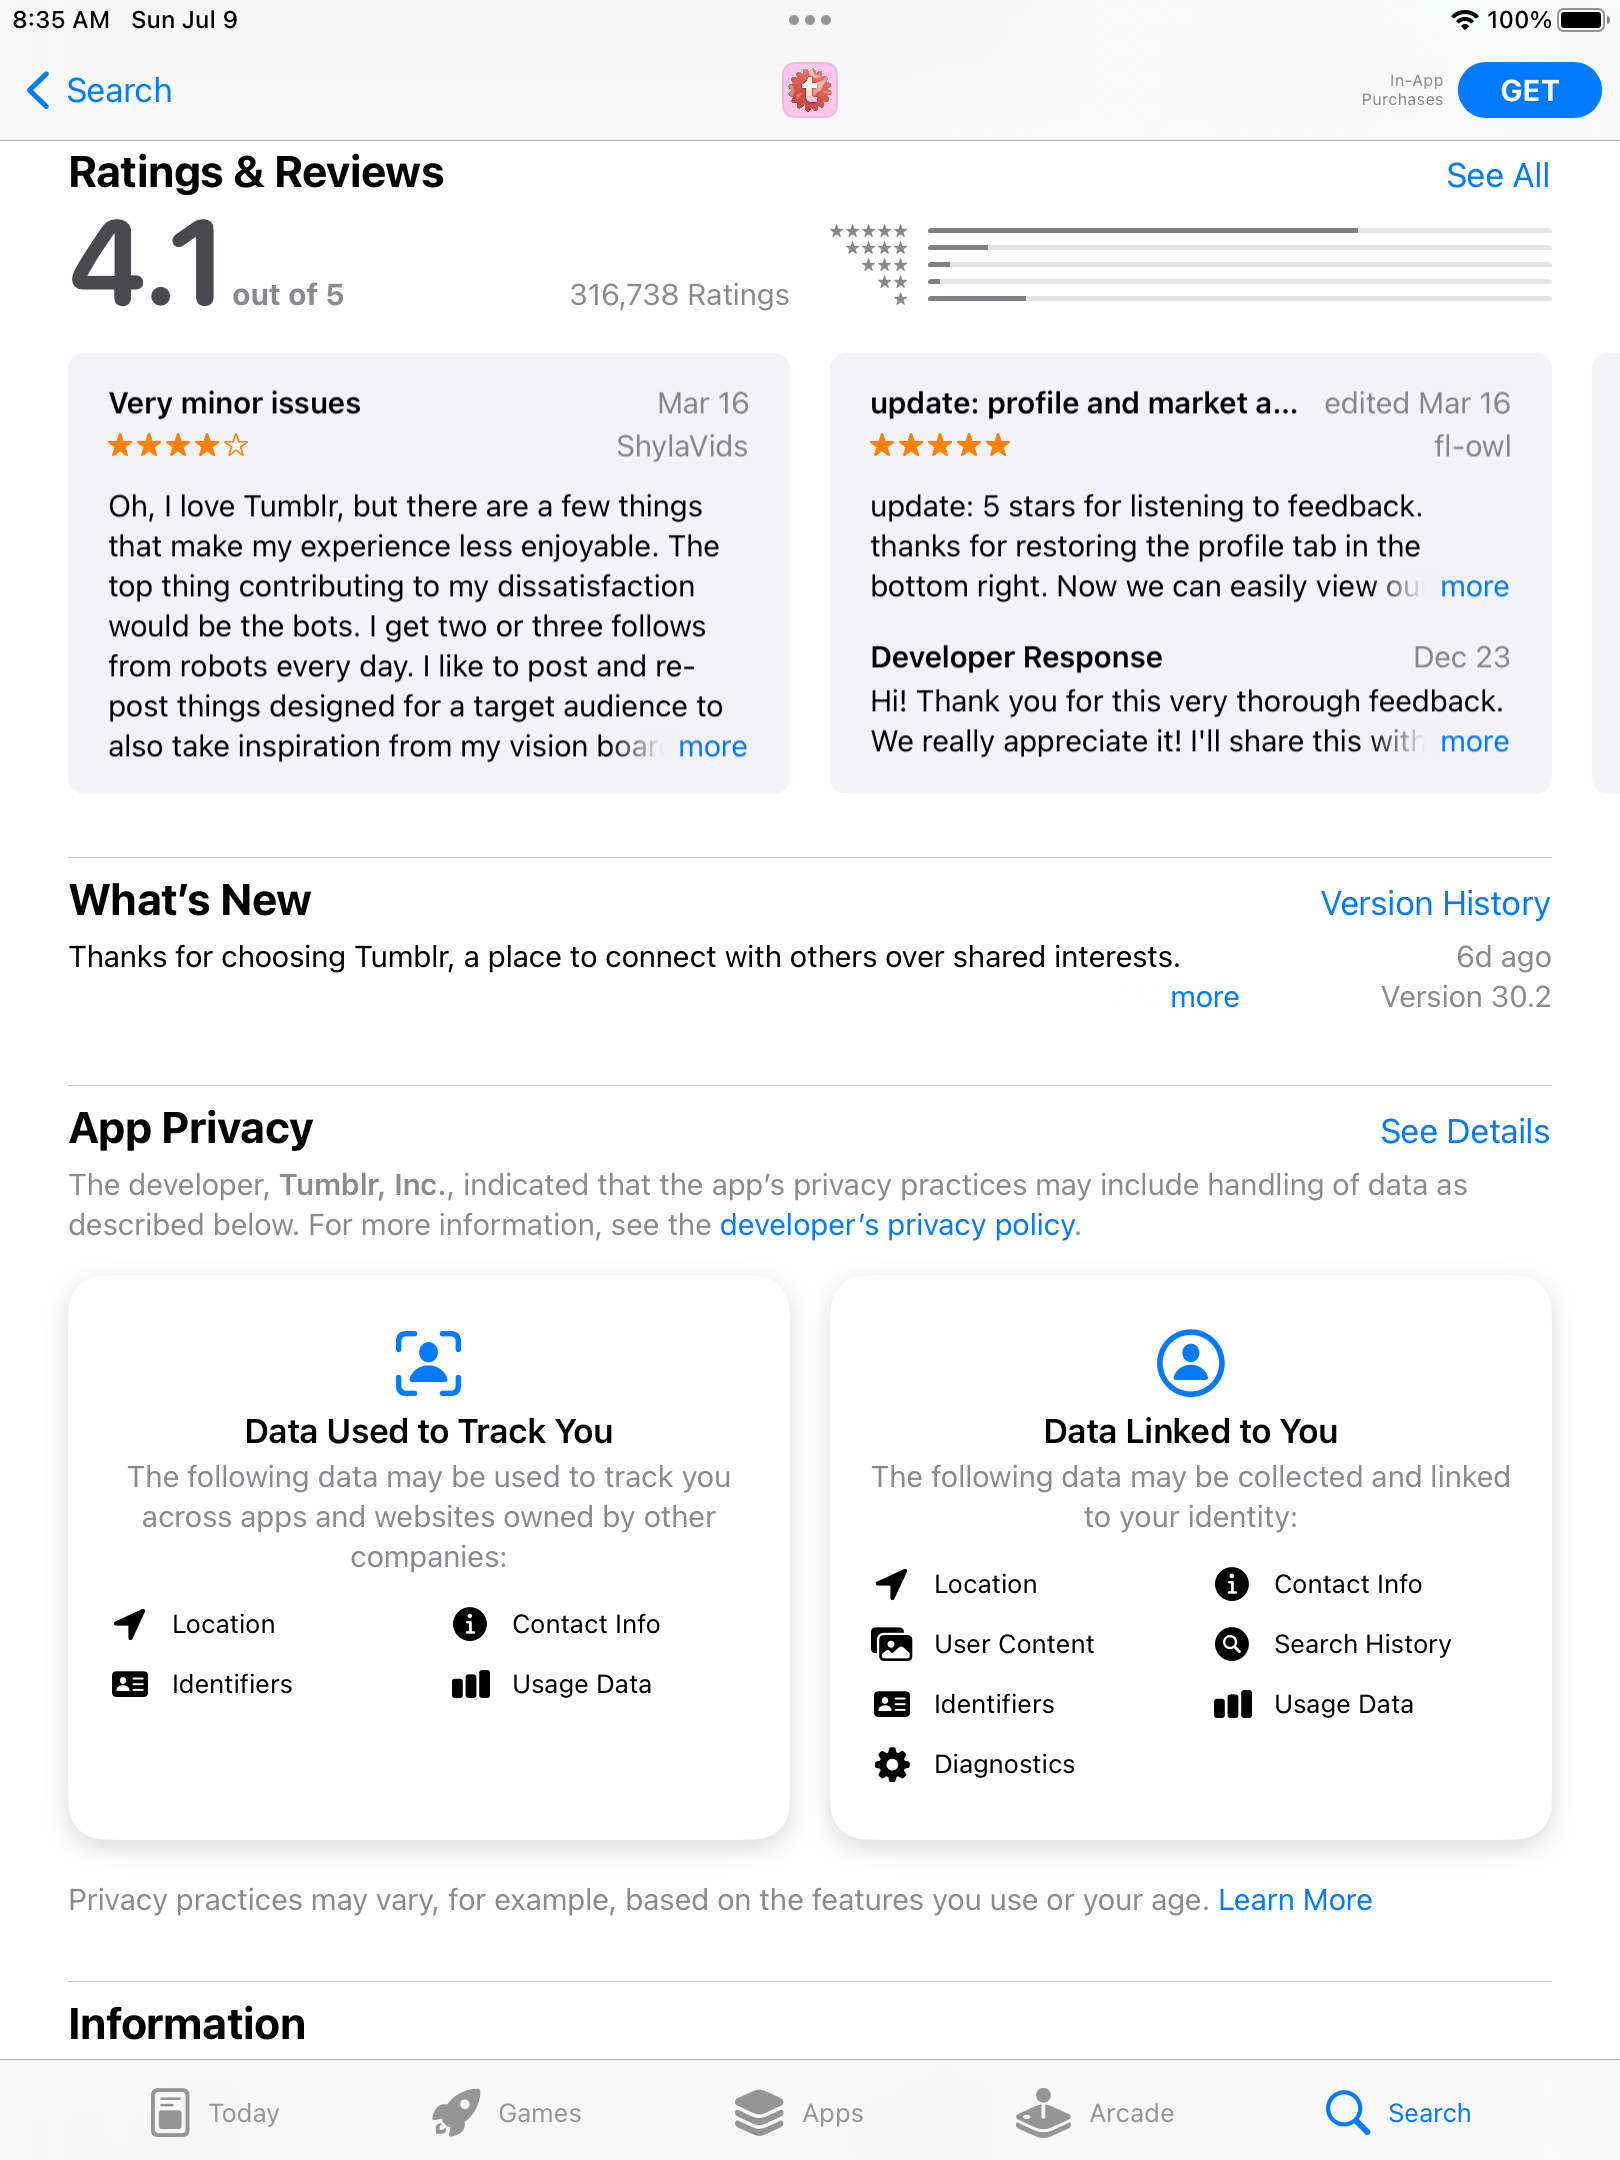 8:35 AM Sun Jul 9
100%
Search
t
In-App
Purchases
GET
Ratings & Reviews
See All
4.1 out of 5
316,738 Ratings
Very minor issues
Mar 16
ShylaVids
Oh, I love Tumblr, but there are a few things
that make my experience less enjoyable. The
top thing contributing to my dissatisfaction
would be the bots. I get two or three follows
from robots every day. I like to post and re-
post things designed for a target audience to
also take inspiration from my vision boar more
update: profile and market a...
edited Mar 16
fl-owl
update: 5 stars for listening to feedback.
thanks for restoring the profile tab in the
bottom right. Now we can easily view ou more
Developer Response
Dec 23
Hi! Thank you for this very thorough feedback.
We really appreciate it! I'll share this with more
What's New
Version History
Thanks for choosing Tumblr, a place to connect with others over shared interests.
more
6d ago
Version 30.2
App Privacy
See Details
The developer, Tumblr, Inc., indicated that the app's privacy practices may include handling of data as
described below. For more information, see the developer's privacy policy.
Data Used to Track You
The following data may be used to track you
across apps and websites owned by other
companies:
Location
Contact Info
Identifiers
Usage Data
Data Linked to You
The following data may be collected and linked
to your identity:
Location
Contact Info
User Content
Search History
Identifiers
Usage Data
Diagnostics
Privacy practices may vary, for example, based on the features you use or your age. Learn More
Information
Today
Games
Apps
Arcade
Search